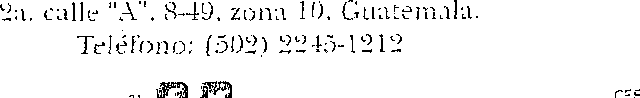 2a. calle "A", 8-49, zona 10, Guatemala.
Teléfono: (502) 2245-1212